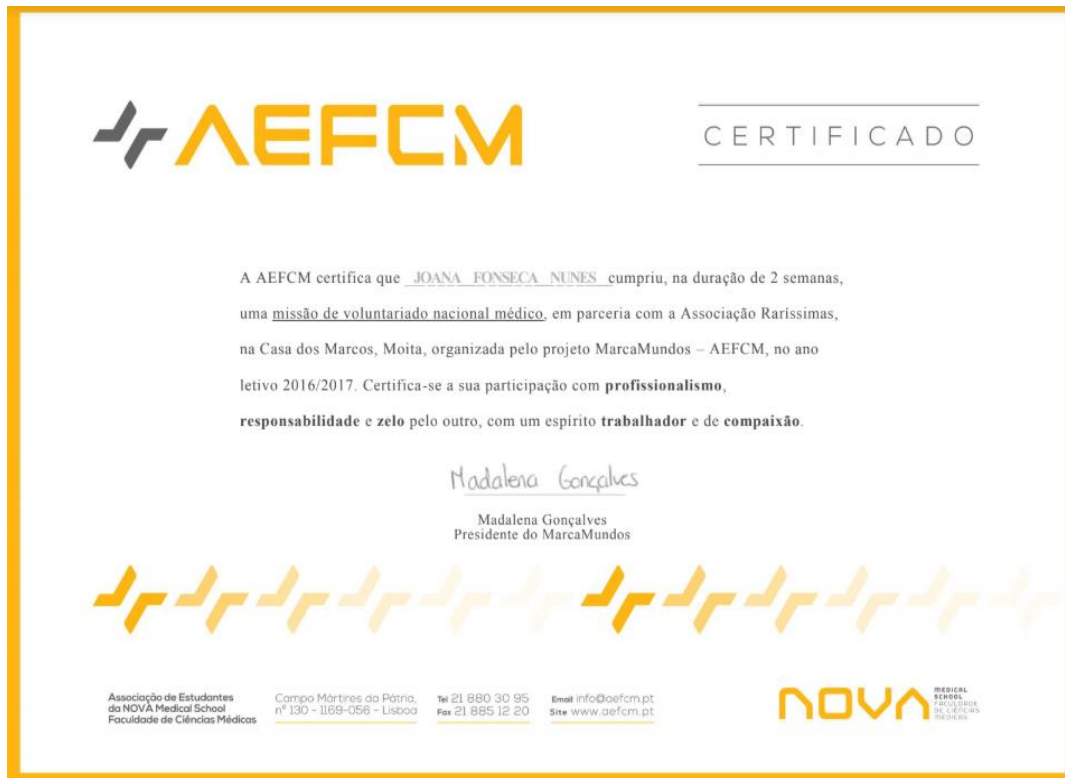 AEFCM
CERTIFICADO
A AEFCM certifica que JOANA FONSECA NUNES cumpriu, na duração de 2 semanas,
uma missão de voluntariado nacional médico, em parceria com a Associação Raríssimas,
na Casa dos Marcos, Moita, organizada pelo projeto MarcaMundos – AEFCM, no ano
letivo 2016/2017. Certifica-se a sua participação com profissionalismo,
responsabilidade e zelo pelo outro, com um espírito trabalhador e de compaixão.
Madalena Gonçalves
Madalena Gonçalves
Presidente do MarcaMundos
Associação de Estudantes
da NOVA Medical School
Faculdade de Ciências Médicas
Campo Mártires da Pátria,
nº 130 - 1169-056 - Lisboa
Tel 21 880 30 95
Fax 21 885 12 20
Email info@aefcm.pt
Site www.aefcm.pt
NOVA
MEDICAL
SCHOOL
FACULDADE
DE CIÊNCIAS
MÉDICAS